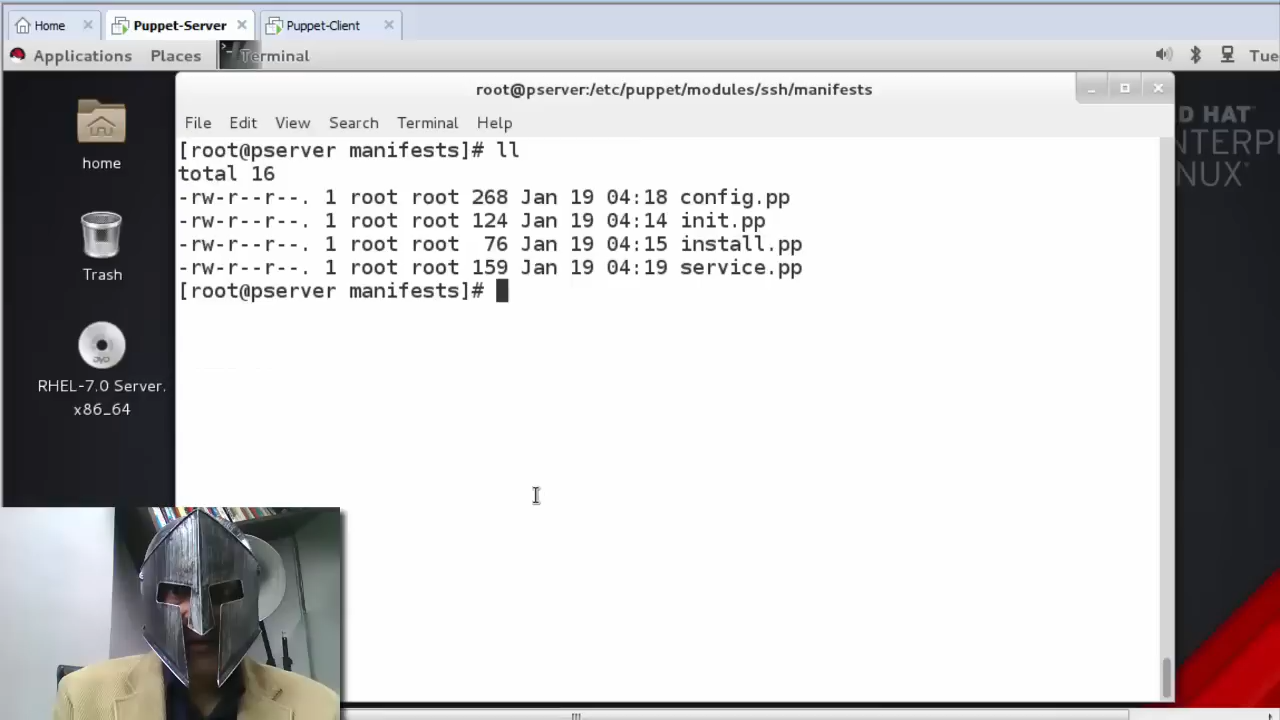 Home
Puppet-Server
Puppet-Client
Applications Places Terminal Tue
root@pserver:/etc/puppet/modules/ssh/manifests
File Edit View Search Terminal Help
[root@pserver manifests]# ll
total 16
-rw-r--r--. 1 root root 268 Jan 19 04:18 config.pp
-rw-r--r--. 1 root root 124 Jan 19 04:14 init.pp
-rw-r--r--. 1 root root  76 Jan 19 04:15 install.pp
-rw-r--r--. 1 root root 159 Jan 19 04:19 service.pp
[root@pserver manifests]#
home
Trash
RHEL-7.0 Server.
x86_64
D HAT
NTERP
NUX